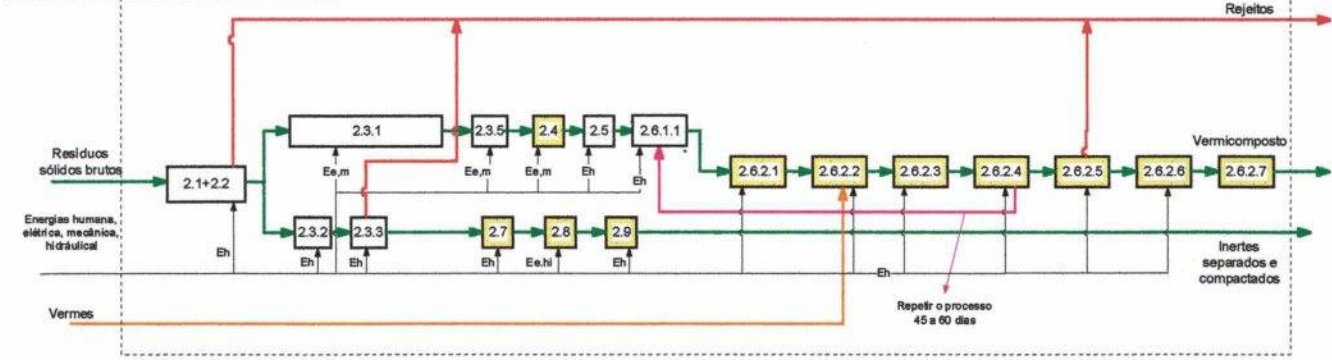 Rejeitos
2.3.1
2.3.5
2.4
2.5
2.6.1.1
Resíduos
sólidos brutos
2.1+2.2
Vermicomposto
2.6.2.1
2.6.2.2
2.6.2.3
2.6.2.4
2.6.2.5
2.6.2.6
2.6.2.7
Ee,m
Ee,m
Ee,m
Eh
Eh
Energias humana,
elétrica, mecânica,
hidráulical
2.3.2
2.3.3
2.7
2.8
2.9
Eh
Eh
Eh
Eh
Ee.hi
Eh
Eh
Inertes
separados e
compactados
Vermes
Repetir o processo
45 a 60 dias